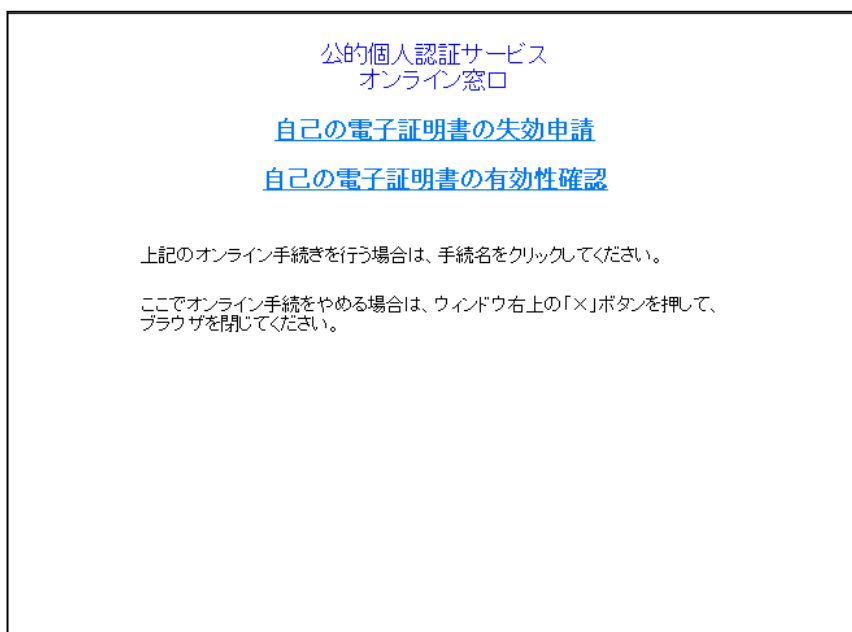 公的個人認証サービス
オンライン窓口
自己の電子証明書の失効申請
自己の電子証明書の有効性確認
上記のオンライン手続きを行う場合は、手続名をクリックしてください。
ここでオンライン手続をやめる場合は、ウィンドウ右上の「×」ボタンを押して、
ブラウザを閉じてください。